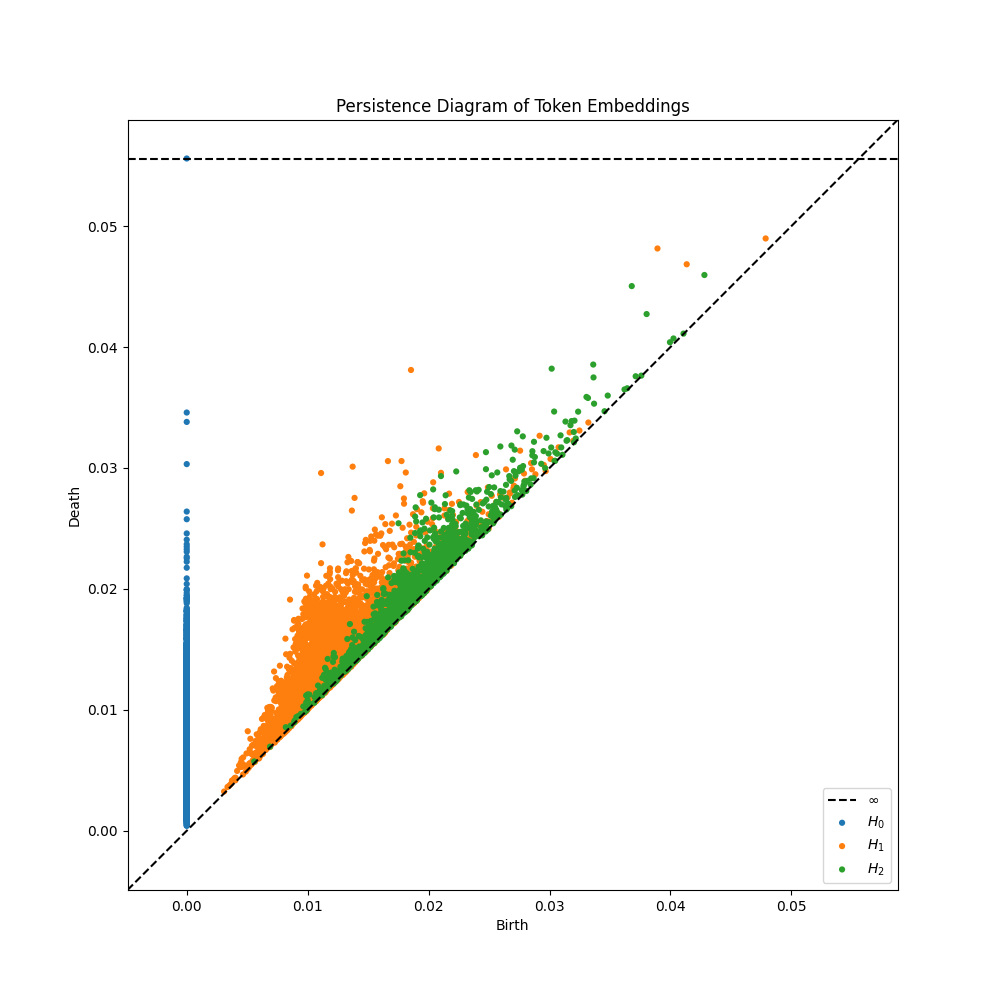 Persistence Diagram of Token Embeddings
0.05
0.04
0.03
0.02
0.01
0.00
Death
0.00 0.01 0.02 0.03 0.04 0.05
Birth
∞
H₀
H₁
H₂